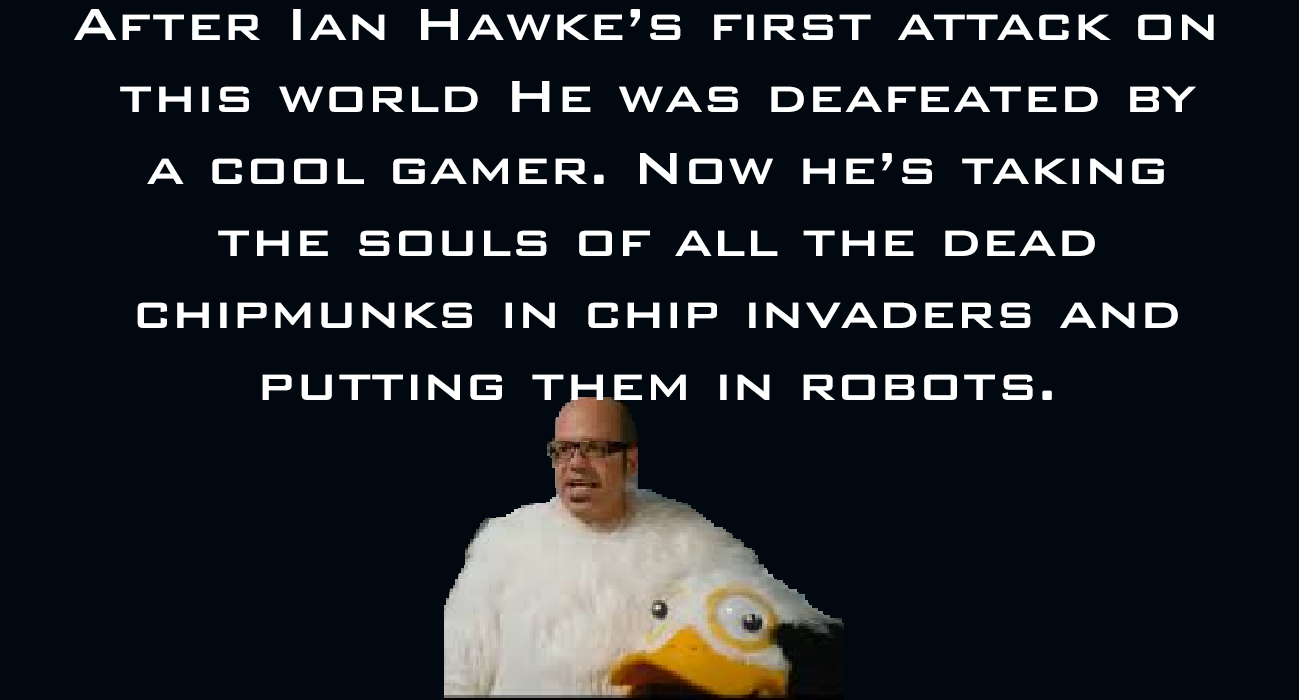 After Ian Hawke's first attack on
this world He was deafeated by
a cool gamer. Now he's taking
the souls of all the dead
chipmunks in chip invaders and
putting them in robots.